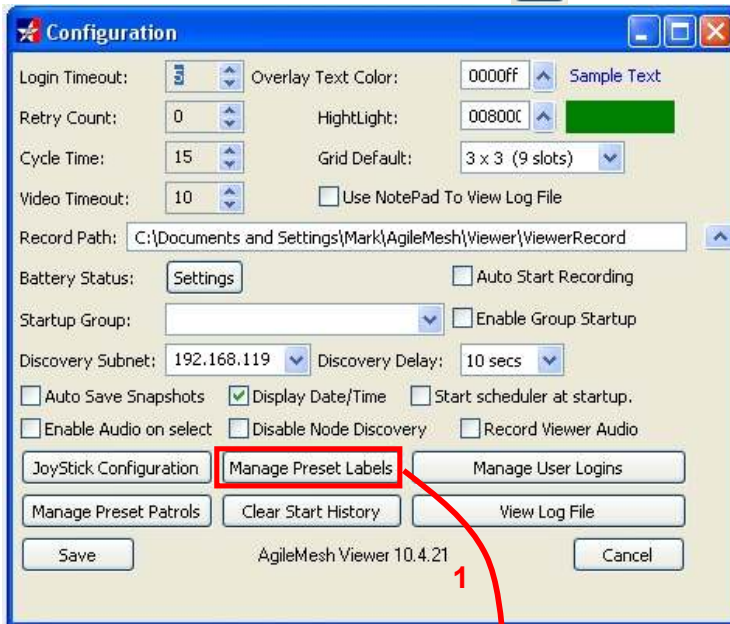 Configuration
Login Timeout: 5 Overlay Text Color: 0000ff Sample Text
Retry Count: 0 HightLight: 00800
Cycle Time: 15 Grid Default: 3 x 3 (9 slots)
Video Timeout: 10 Use NotePad To View Log File
Record Path: C:\Documents and Settings\Mark\AgileMesh\Viewer\ViewerRecord
Battery Status: Settings Auto Start Recording
Startup Group: Enable Group Startup
Discovery Subnet: 192.168.119 Discovery Delay: 10 secs
Auto Save Snapshots Display Date/Time Start scheduler at startup.
Enable Audio on select Disable Node Discovery Record Viewer Audio
JoyStick Configuration Manage Preset Labels Manage User Logins
Manage Preset Patrols Clear Start History View Log File
Save AgileMesh Viewer 10.4.21 Cancel
1